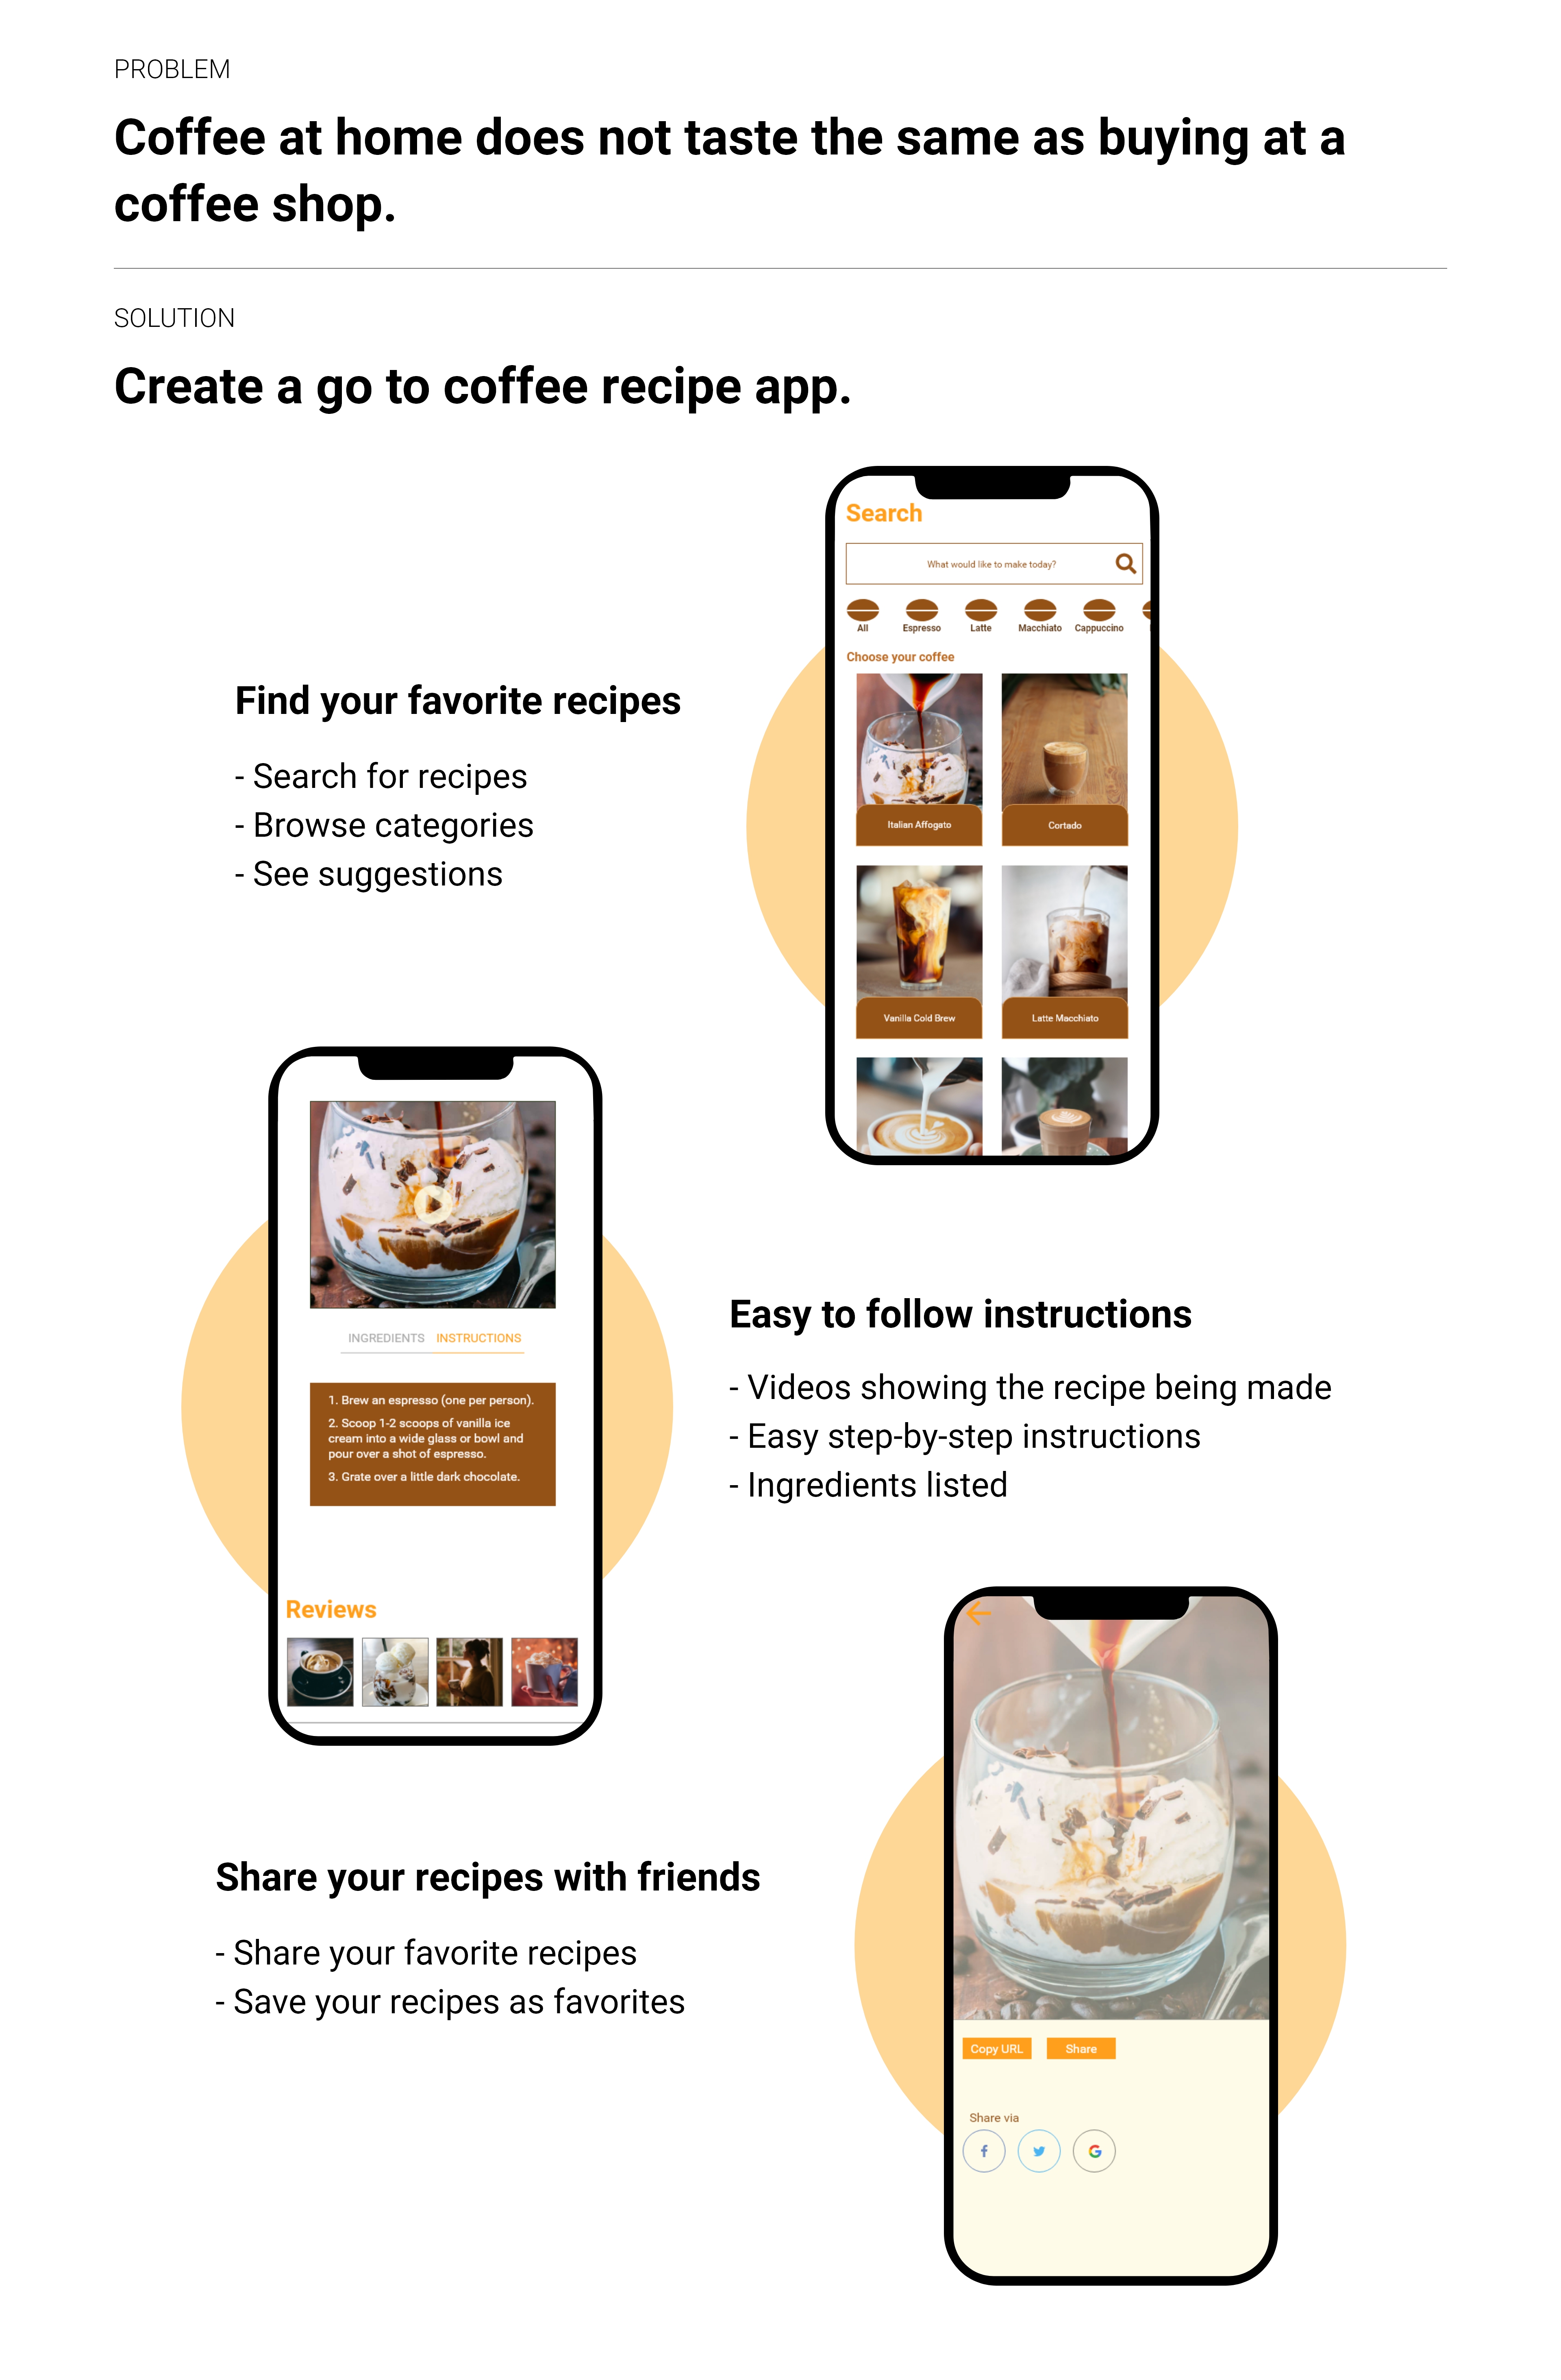 PROBLEM
Coffee at home does not taste the same as buying at a
coffee shop.
SOLUTION
Create a go to coffee recipe app.
Search
What would like to make today?
All Espresso Latte Macchiato Cappuccino
Choose your coffee
Italian Affogato Cortado
Vanilla Cold Brew Latte Macchiato
Find your favorite recipes
- Search for recipes
- Browse categories
- See suggestions
INGREDIENTS INSTRUCTIONS
1. Brew an espresso (one per person).
2. Scoop 1-2 scoops of vanilla ice
cream into a wide glass or bowl and
pour over a shot of espresso.
3. Grate over a little dark chocolate.
Reviews
Easy to follow instructions
- Videos showing the recipe being made
- Easy step-by-step instructions
- Ingredients listed
Share your recipes with friends
- Share your favorite recipes
- Save your recipes as favorites
Copy URL Share
Share via